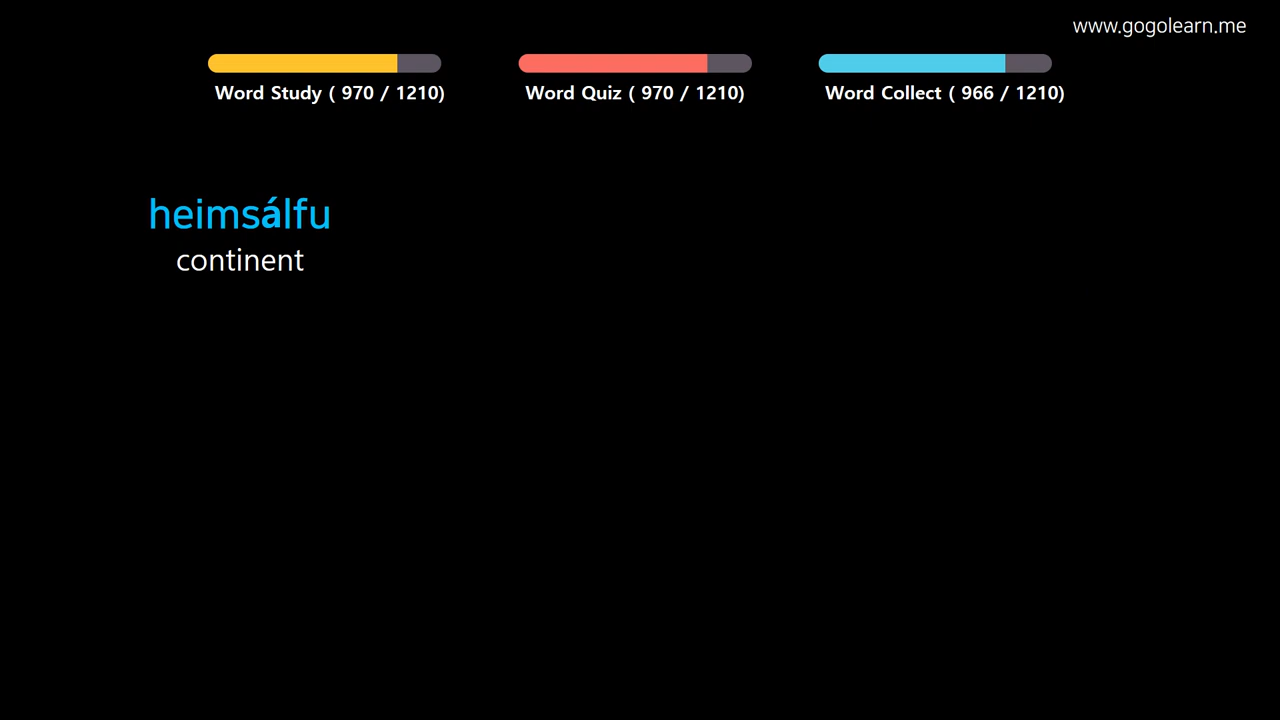 www.gogolearn.me
Word Study ( 970 / 1210)
Word Quiz ( 970 / 1210)
Word Collect ( 966 / 1210)
heimsálfu
continent